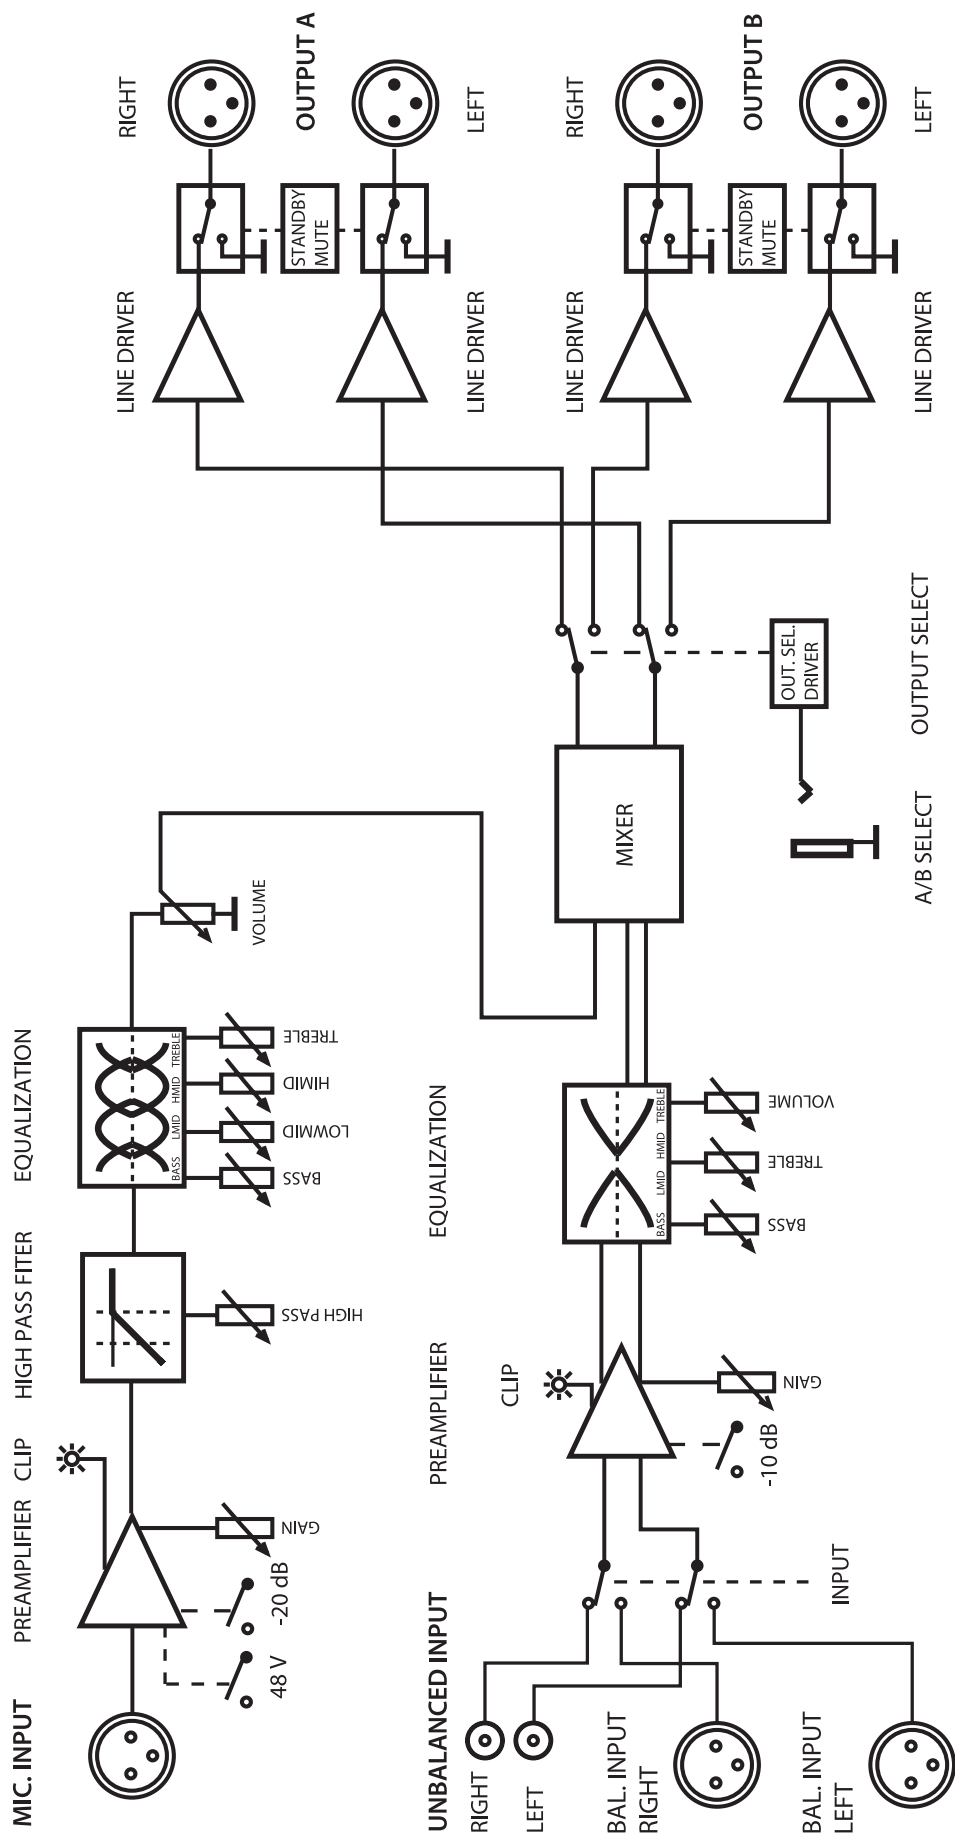 MIC. INPUT
PREAMPLIFIER
CLIP
HIGH PASS FITER
EQUALIZATION
48 V
-20 dB
GAIN
HIGH PASS
BASS
LMID
HMID
TREBLE
BASS
LOWMID
HIMID
TREBLE
VOLUME
UNBALANCED INPUT
RIGHT
LEFT
BAL. INPUT
RIGHT
BAL. INPUT
LEFT
INPUT
PREAMPLIFIER
CLIP
-10 dB
GAIN
EQUALIZATION
BASS
LMID
HMID
TREBLE
BASS
TREBLE
VOLUME
MIXER
A/B SELECT
OUT. SEL.
DRIVER
OUTPUT SELECT
LINE DRIVER
LINE DRIVER
LINE DRIVER
LINE DRIVER
STANDBY
MUTE
STANDBY
MUTE
RIGHT
OUTPUT A
LEFT
RIGHT
OUTPUT B
LEFT